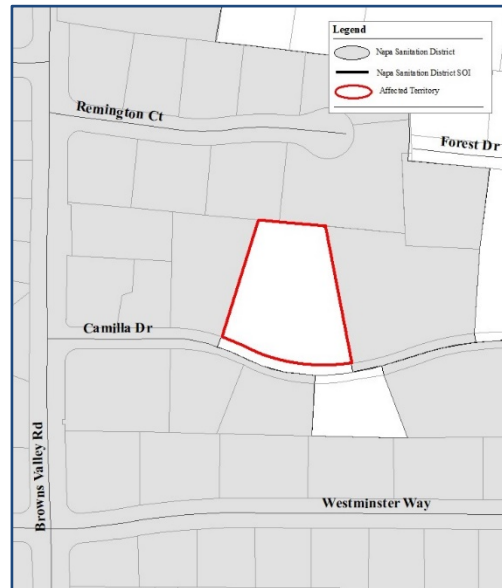 Legend
Napa Sanitation District
Napa Sanitation District SOI
Affected Territory
Remington Ct
Forest Dr
Camilla Dr
Browns Valley Rd
Westminster Way